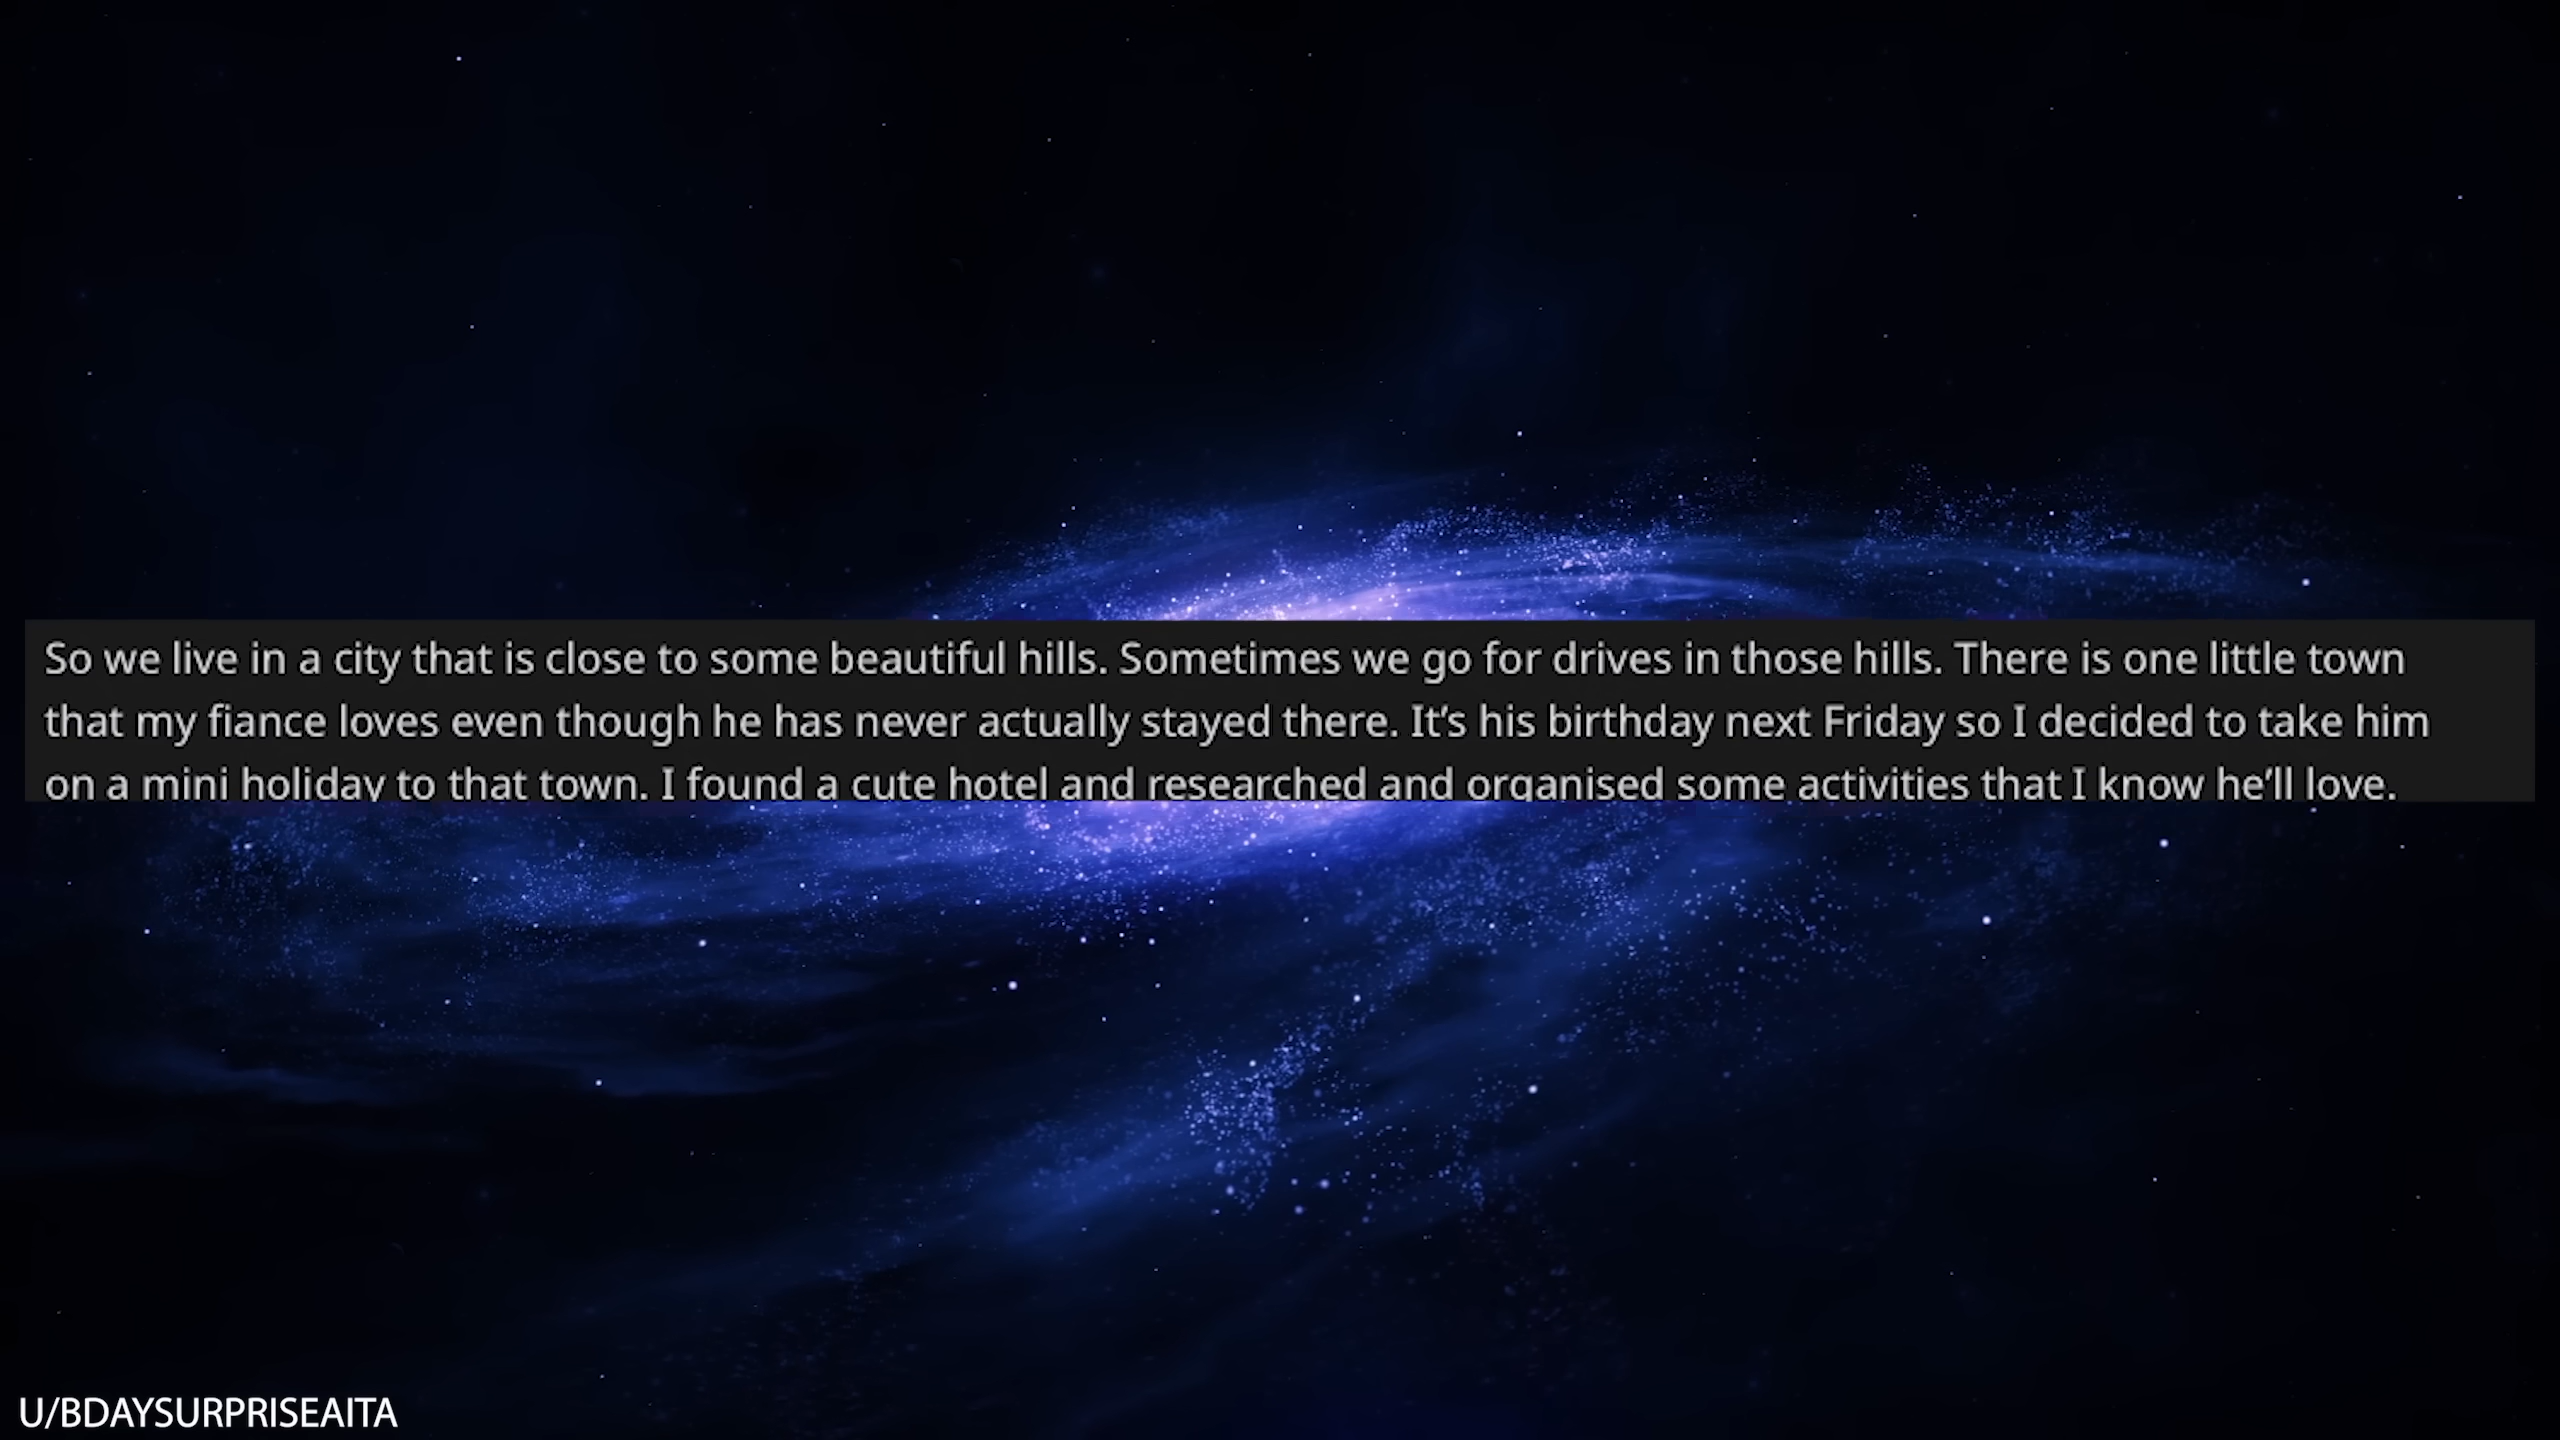 So we live in a city that is close to some beautiful hills. Sometimes we go for drives in those hills. There is one little town
that my fiance loves even though he has never actually stayed there. It’s his birthday next Friday so I decided to take him
on a mini holiday to that town. I found a cute hotel and researched and organised some activities that I know he’ll love.
U/BDAYSURPRISEAITA